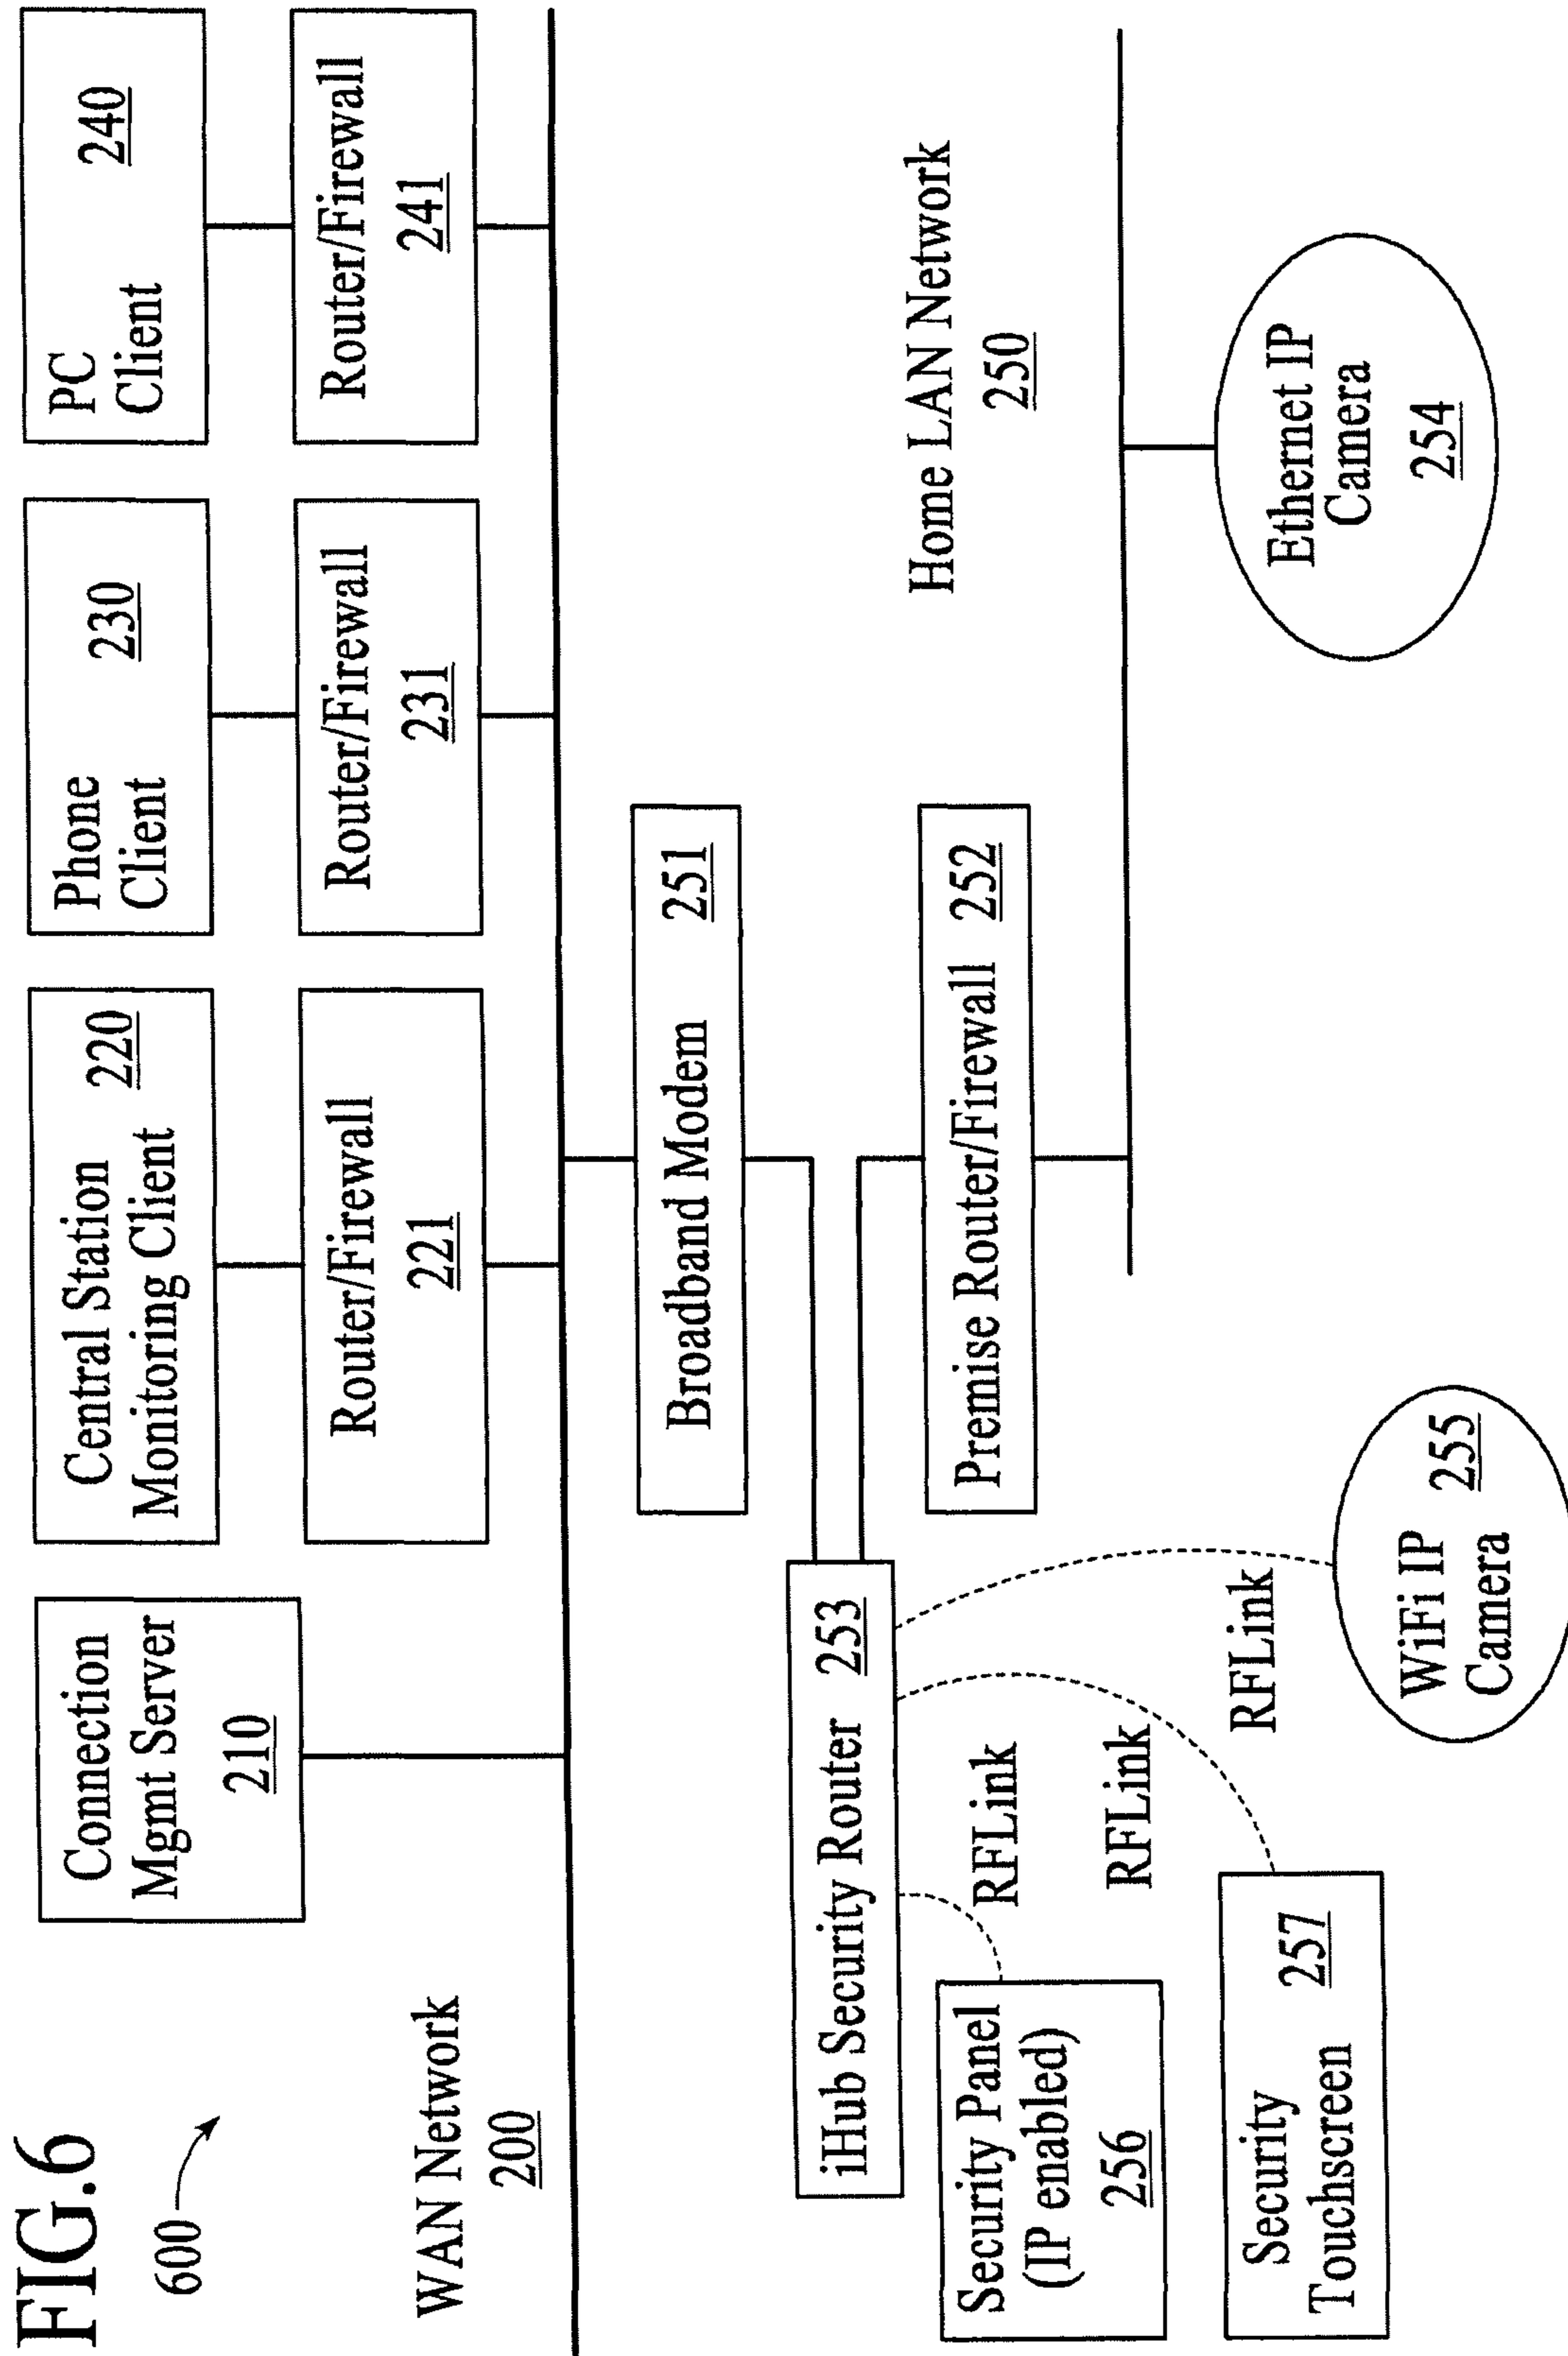 FIG.6
600
WAN Network
200
Connection
Mgmt Server
210
Central Station
220
Monitoring Client
Router/Firewall
221
Phone
Client
230
Router/Firewall
231
PC
Client
240
Router/Firewall
241
Broadband Modem 251
iHub Security Router 253
Premise Router/Firewall 252
Home LAN Network
250
Security Panel
(IP enabled)
256
RFLink
RFLink
RFLink
Security
Touchscreen
257
WiFi IP
Camera
255
Ethernet IP
Camera
254